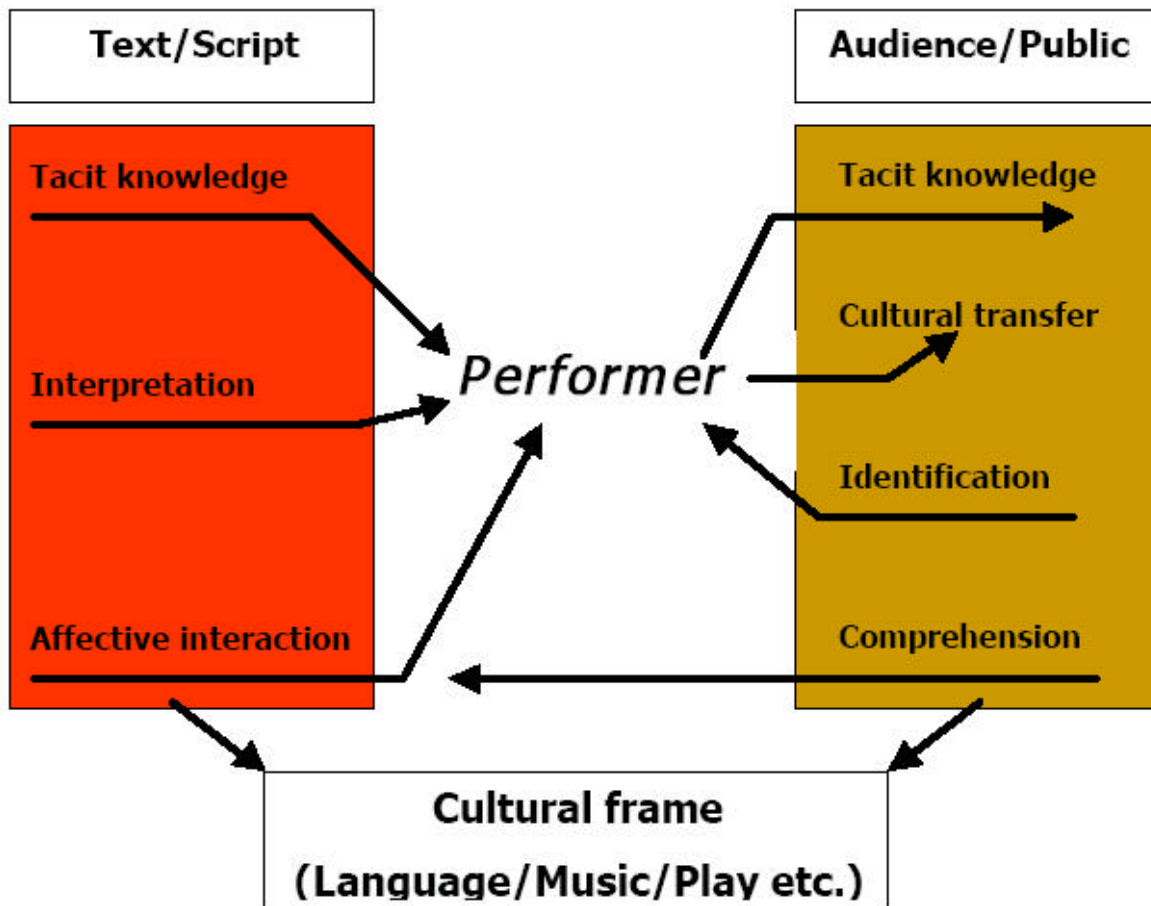 Text/Script
Audience/Public
Tacit knowledge
Interpretation
Affective interaction
Performer
Tacit knowledge
Cultural transfer
Identification
Comprehension
Cultural frame
(Language/Music/Play etc.)